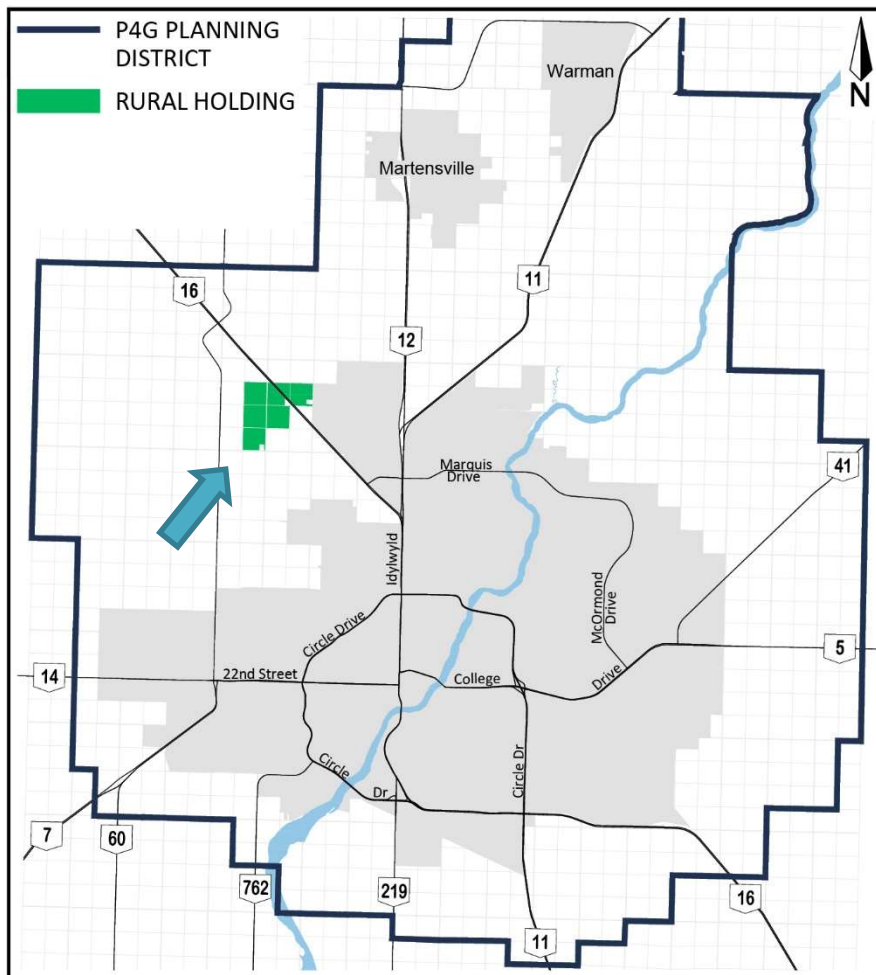 P4G PLANNING
DISTRICT
RURAL HOLDING
N
Warman
Martensville
16
11
12
41
Marquis
Drive
Idylwyld
McOrmond
Drive
Circle Drive
5
14
22nd Street
College
Drive
Circle Dr
Circle
Dr
7
60
762
219
16
11